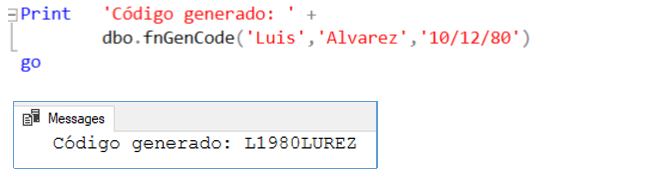 Print 'Código generado: ' +
dbo.fnGenCode('Luis','Alvarez','10/12/80')
go
Messages
Código generado: L1980LUREZ